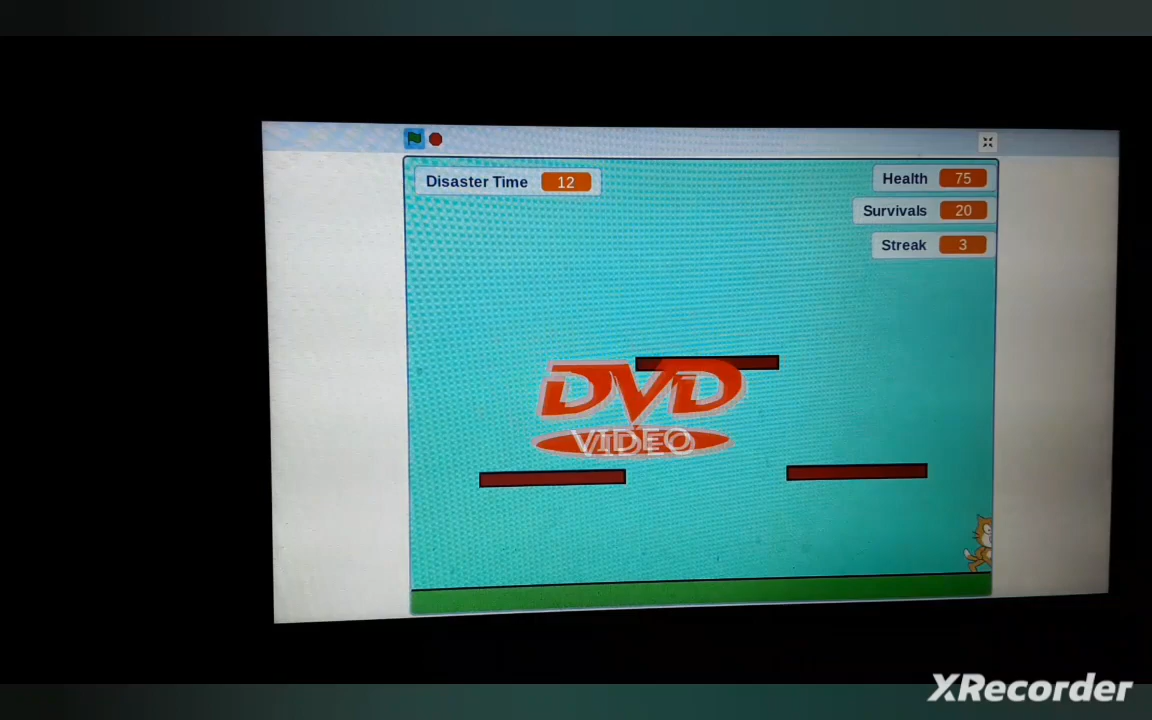 Disaster Time 12
Health 75
Survivals 20
Streak 3
DVD
VIDEO
XRecorder